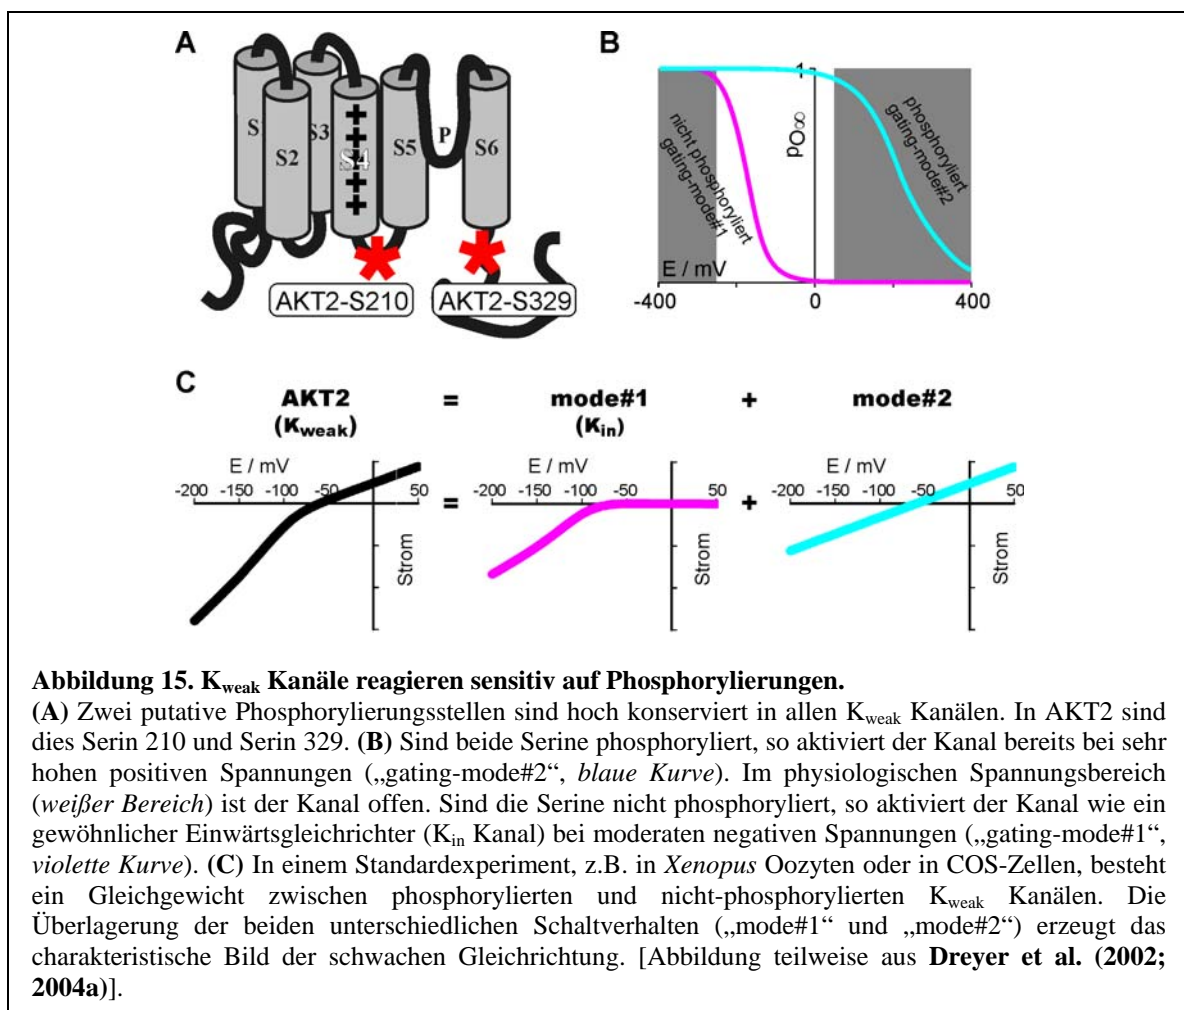 A
S1
S2
S3
S4
S5
P
S6
+
+
+
+
+
*
*
AKT2-S210
AKT2-S329
B
1
pO∞
nicht phosphoryliert
gating-mode#1
phosphoryliert
gating-mode#2
E / mV
-400
0
400
C
AKT2
=
mode#1
+
mode#2
(Kweak)
(Kin)
E / mV
-200
-150
-100
-50
50
Strom
=
E / mV
-200
-150
-100
-50
50
Strom
+
E / mV
-200
-150
-100
-50
50
Strom
Abbildung 15. Kweak Kanäle reagieren sensitiv auf Phosphorylierungen.
(A) Zwei putative Phosphorylierungsstellen sind hoch konserviert in allen Kweak Kanälen. In AKT2 sind
dies Serin 210 und Serin 329. (B) Sind beide Serine phosphoryliert, so aktiviert der Kanal bereits bei sehr
hohen positiven Spannungen („gating-mode#2“, blaue Kurve). Im physiologischen Spannungsbereich
(weißer Bereich) ist der Kanal offen. Sind die Serine nicht phosphoryliert, so aktiviert der Kanal wie ein
gewöhnlicher Einwärtsgleichrichter (Kin Kanal) bei moderaten negativen Spannungen („gating-mode#1“,
violette Kurve). (C) In einem Standardexperiment, z.B. in Xenopus Oozyten oder in COS-Zellen, besteht
ein Gleichgewicht zwischen phosphorylierten und nicht-phosphorylierten Kweak Kanälen. Die
Überlagerung der beiden unterschiedlichen Schaltverhalten („mode#1“ und „mode#2“) erzeugt das
charakteristische Bild der schwachen Gleichrichtung. [Abbildung teilweise aus Dreyer et al. (2002;
2004a)].